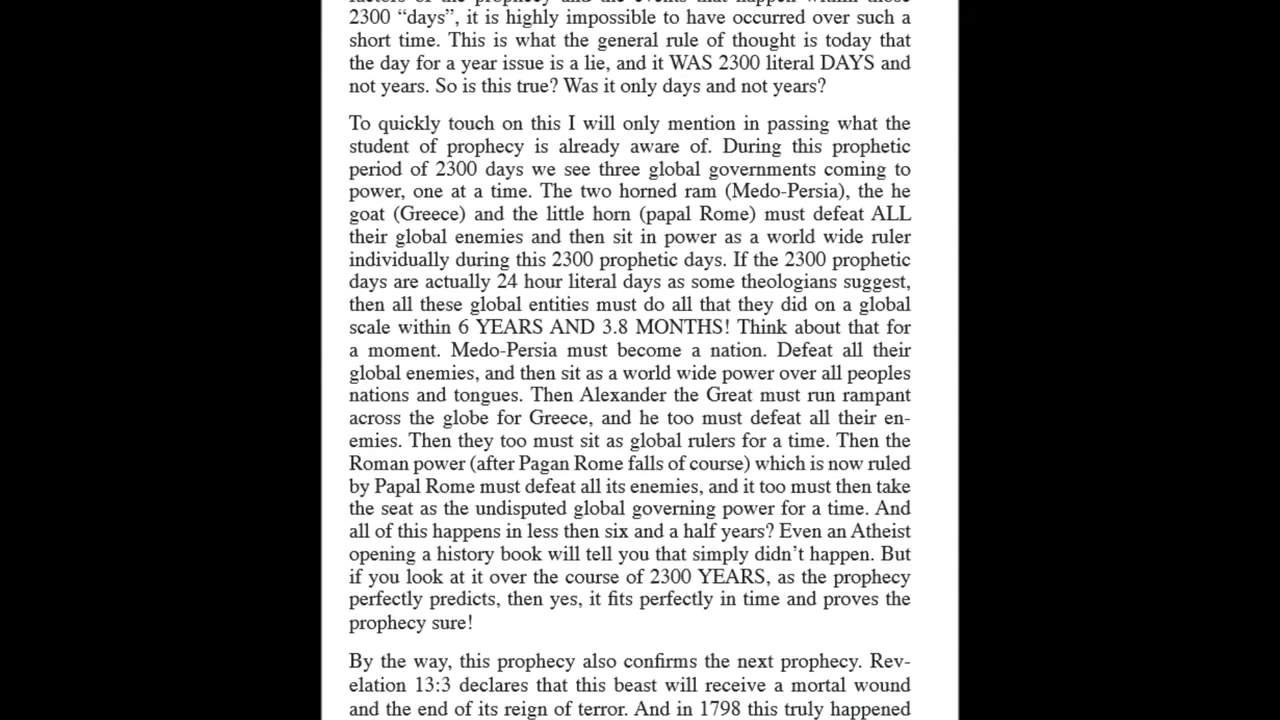 factors of the prophecy and the events that happen within those
2300 “days”, it is highly impossible to have occurred over such a
short time. This is what the general rule of thought is today that
the day for a year issue is a lie, and it WAS 2300 literal DAYS and
not years. So is this true? Was it only days and not years?
To quickly touch on this I will only mention in passing what the
student of prophecy is already aware of. During this prophetic
period of 2300 days we see three global governments coming to
power, one at a time. The two horned ram (Medo-Persia), the he
goat (Greece) and the little horn (papal Rome) must defeat ALL
their global enemies and then sit in power as a world wide ruler
individually during this 2300 prophetic days. If the 2300 prophetic
days are actually 24 hour literal days as some theologians suggest,
then all these global entities must do all that they did on a global
scale within 6 YEARS AND 3.8 MONTHS! Think about that for
a moment. Medo-Persia must become a nation. Defeat all their
global enemies, and then sit as a world wide power over all peoples
nations and tongues. Then Alexander the Great must run rampant
across the globe for Greece, and he too must defeat all their en-
emies. Then they too must sit as global rulers for a time. Then the
Roman power (after Pagan Rome falls of course) which is now ruled
by Papal Rome must defeat all its enemies, and it too must then take
the seat as the undisputed global governing power for a time. And
all of this happens in less then six and a half years? Even an Atheist
opening a history book will tell you that simply didn’t happen. But
if you look at it over the course of 2300 YEARS, as the prophecy
perfectly predicts, then yes, it fits perfectly in time and proves the
prophecy sure!
By the way, this prophecy also confirms the next prophecy. Rev-
elation 13:3 declares that this beast will receive a mortal wound
and the end of its reign of terror. And in 1798 this truly happened